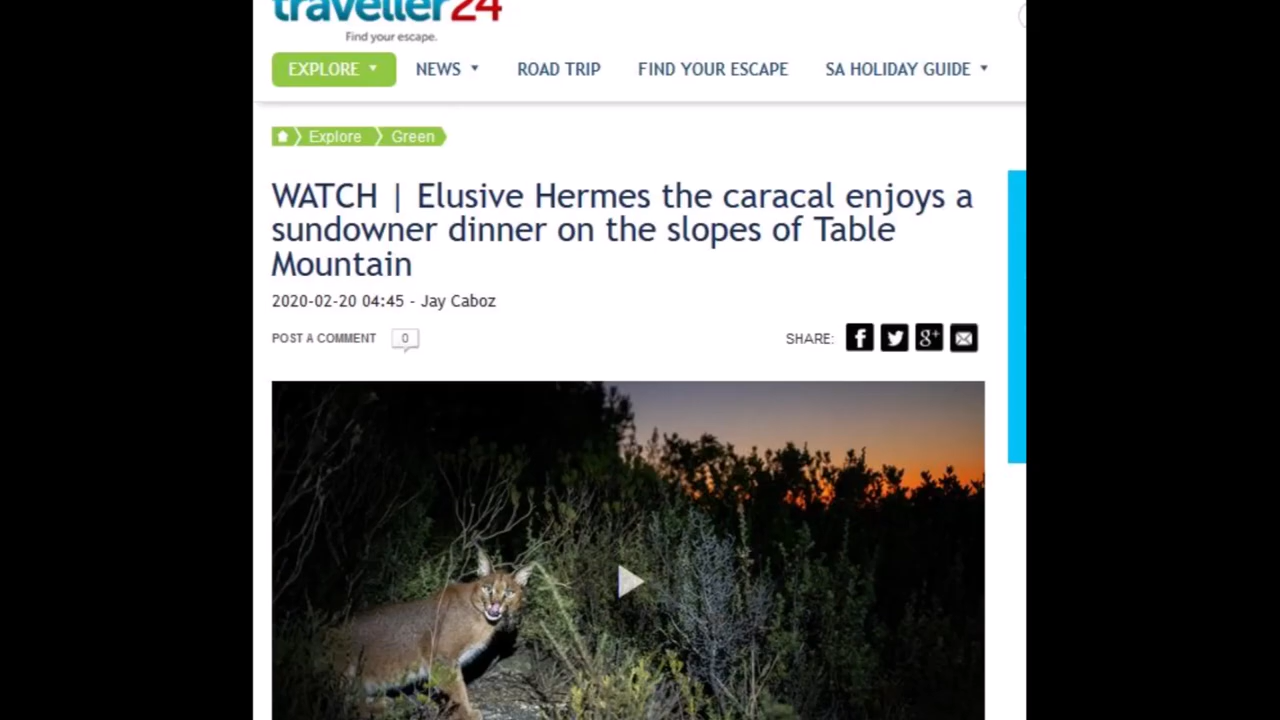 traveller24
Find your escape.
EXPLORE NEWS ROAD TRIP FIND YOUR ESCAPE SA HOLIDAY GUIDE
Explore Green
WATCH | Elusive Hermes the caracal enjoys a
sundowner dinner on the slopes of Table
Mountain
2020-02-20 04:45 - Jay Caboz
POST A COMMENT 0 SHARE: f g+